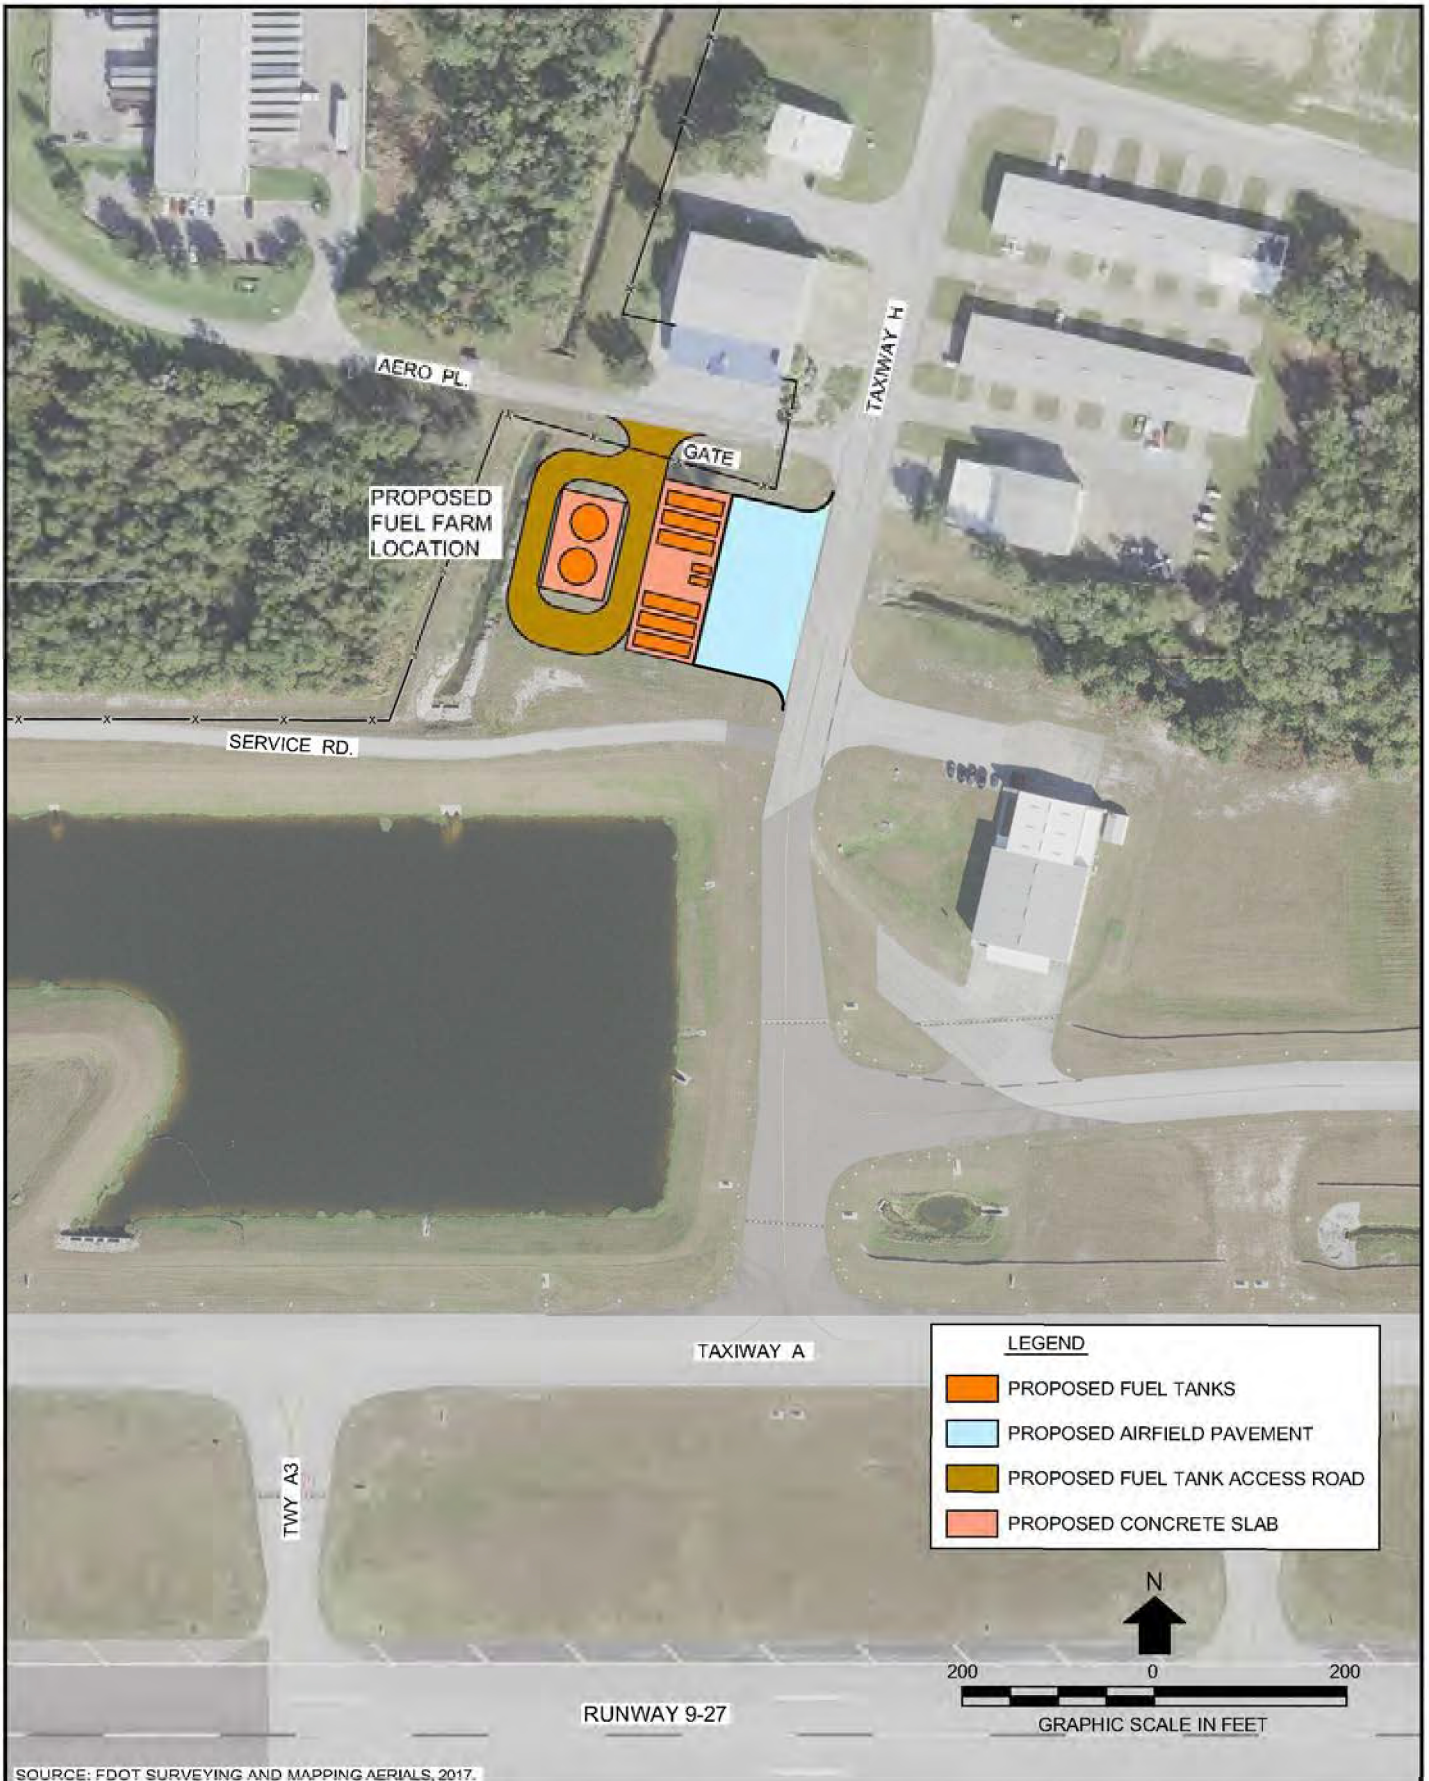 TAXIWAY H
AERO PL.
GATE
PROPOSED
FUEL FARM
LOCATION
SERVICE RD.
TAXIWAY A
LEGEND
PROPOSED FUEL TANKS
PROPOSED AIRFIELD PAVEMENT
PROPOSED FUEL TANK ACCESS ROAD
PROPOSED CONCRETE SLAB
TWY A3
N
200 0 200
GRAPHIC SCALE IN FEET
RUNWAY 9-27
SOURCE: FDOT SURVEYING AND MAPPING AERIALS, 2017.